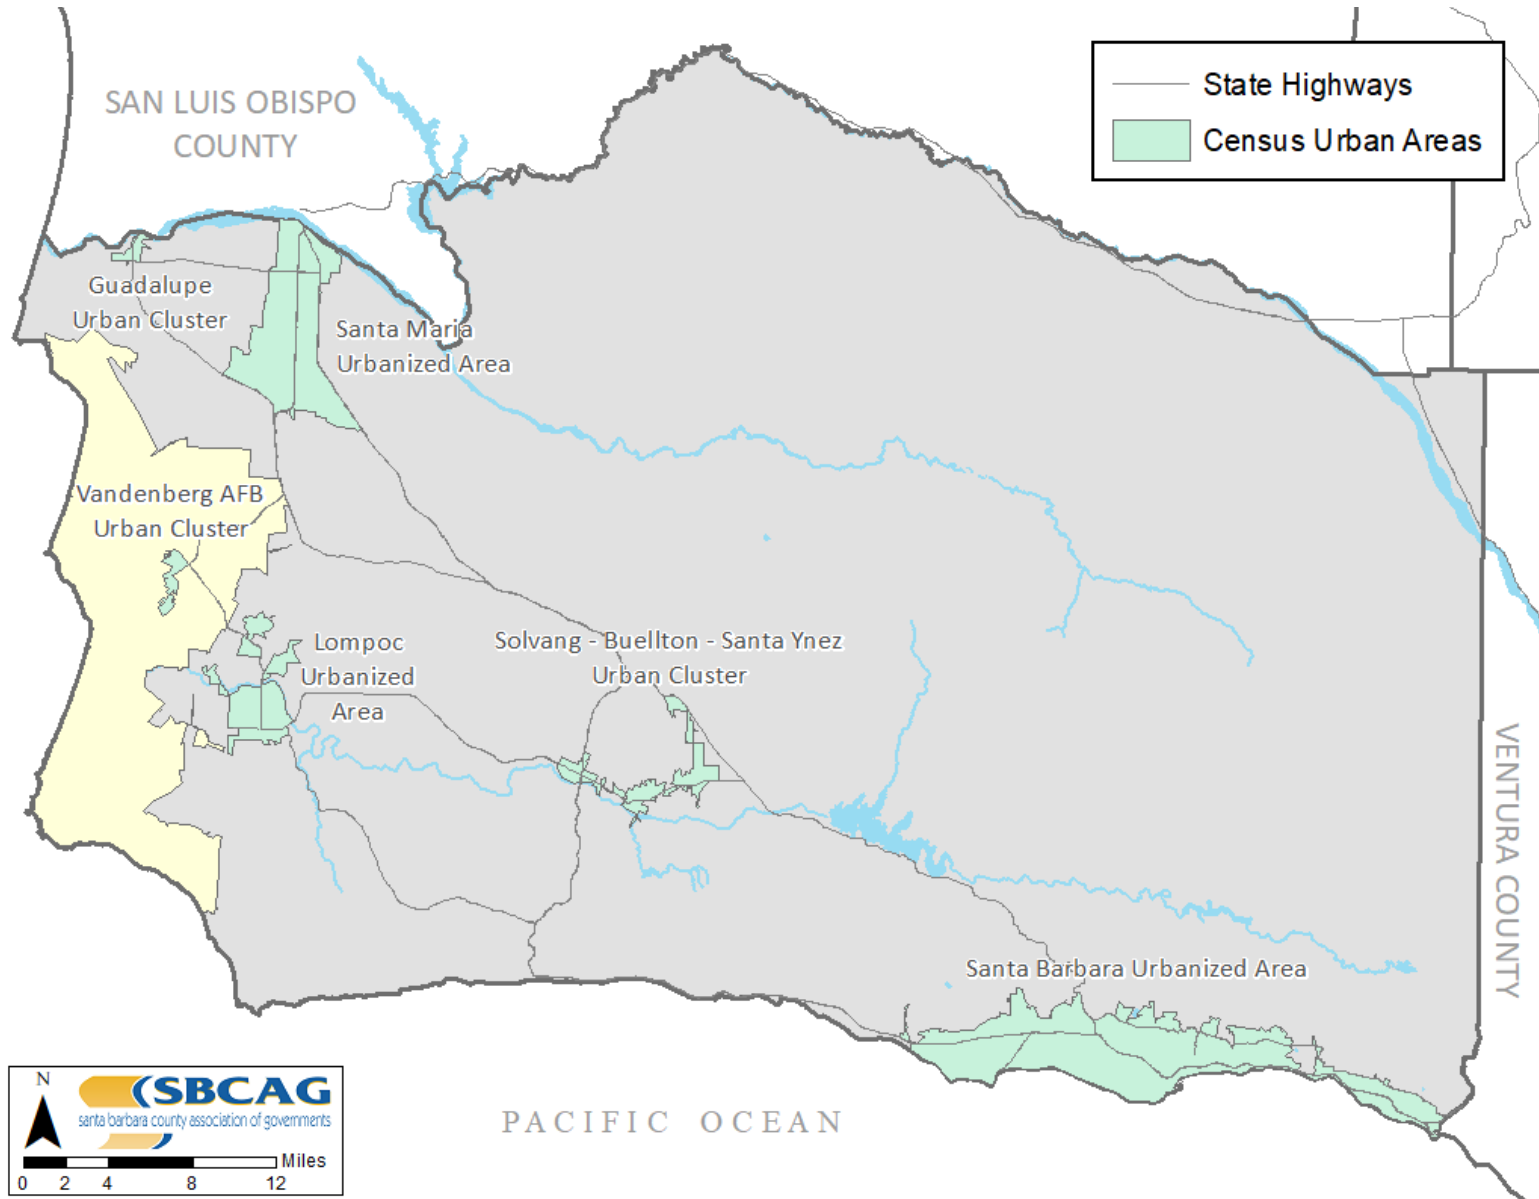 SAN LUIS OBISPO
COUNTY
State Highways
Census Urban Areas
Guadalupe
Urban Cluster
Santa Maria
Urbanized Area
Vandenberg AFB
Urban Cluster
Lompoc
Urbanized
Area
Solvang - Buellton - Santa Ynez
Urban Cluster
VENTURA COUNTY
Santa Barbara Urbanized Area
PACIFIC OCEAN
N
SBCAG
santa barbara county association of governments
Miles
0 2 4 8 12